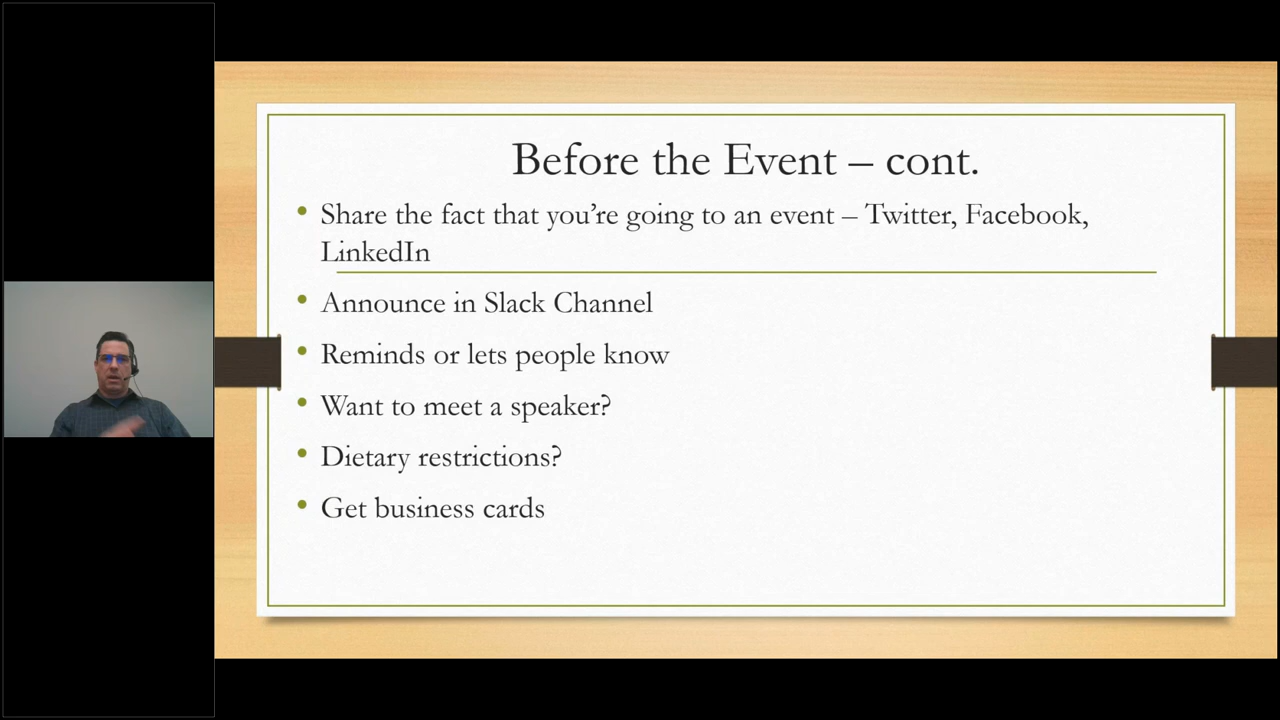 Before the Event – cont.
• Share the fact that you’re going to an event – Twitter, Facebook,
LinkedIn
• Announce in Slack Channel
• Reminds or lets people know
• Want to meet a speaker?
• Dietary restrictions?
• Get business cards